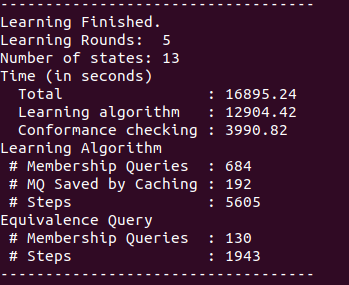 -----------------------------------
Learning Finished.
Learning Rounds:  5
Number of states: 13
Time (in seconds)
  Total                : 16895.24
  Learning algorithm   : 12904.42
  Conformance checking : 3990.82
Learning Algorithm
 # Membership Queries  : 684
 # MQ Saved by Caching : 192
 # Steps               : 5605
Equivalence Query
 # Membership Queries  : 130
 # Steps               : 1943
-----------------------------------